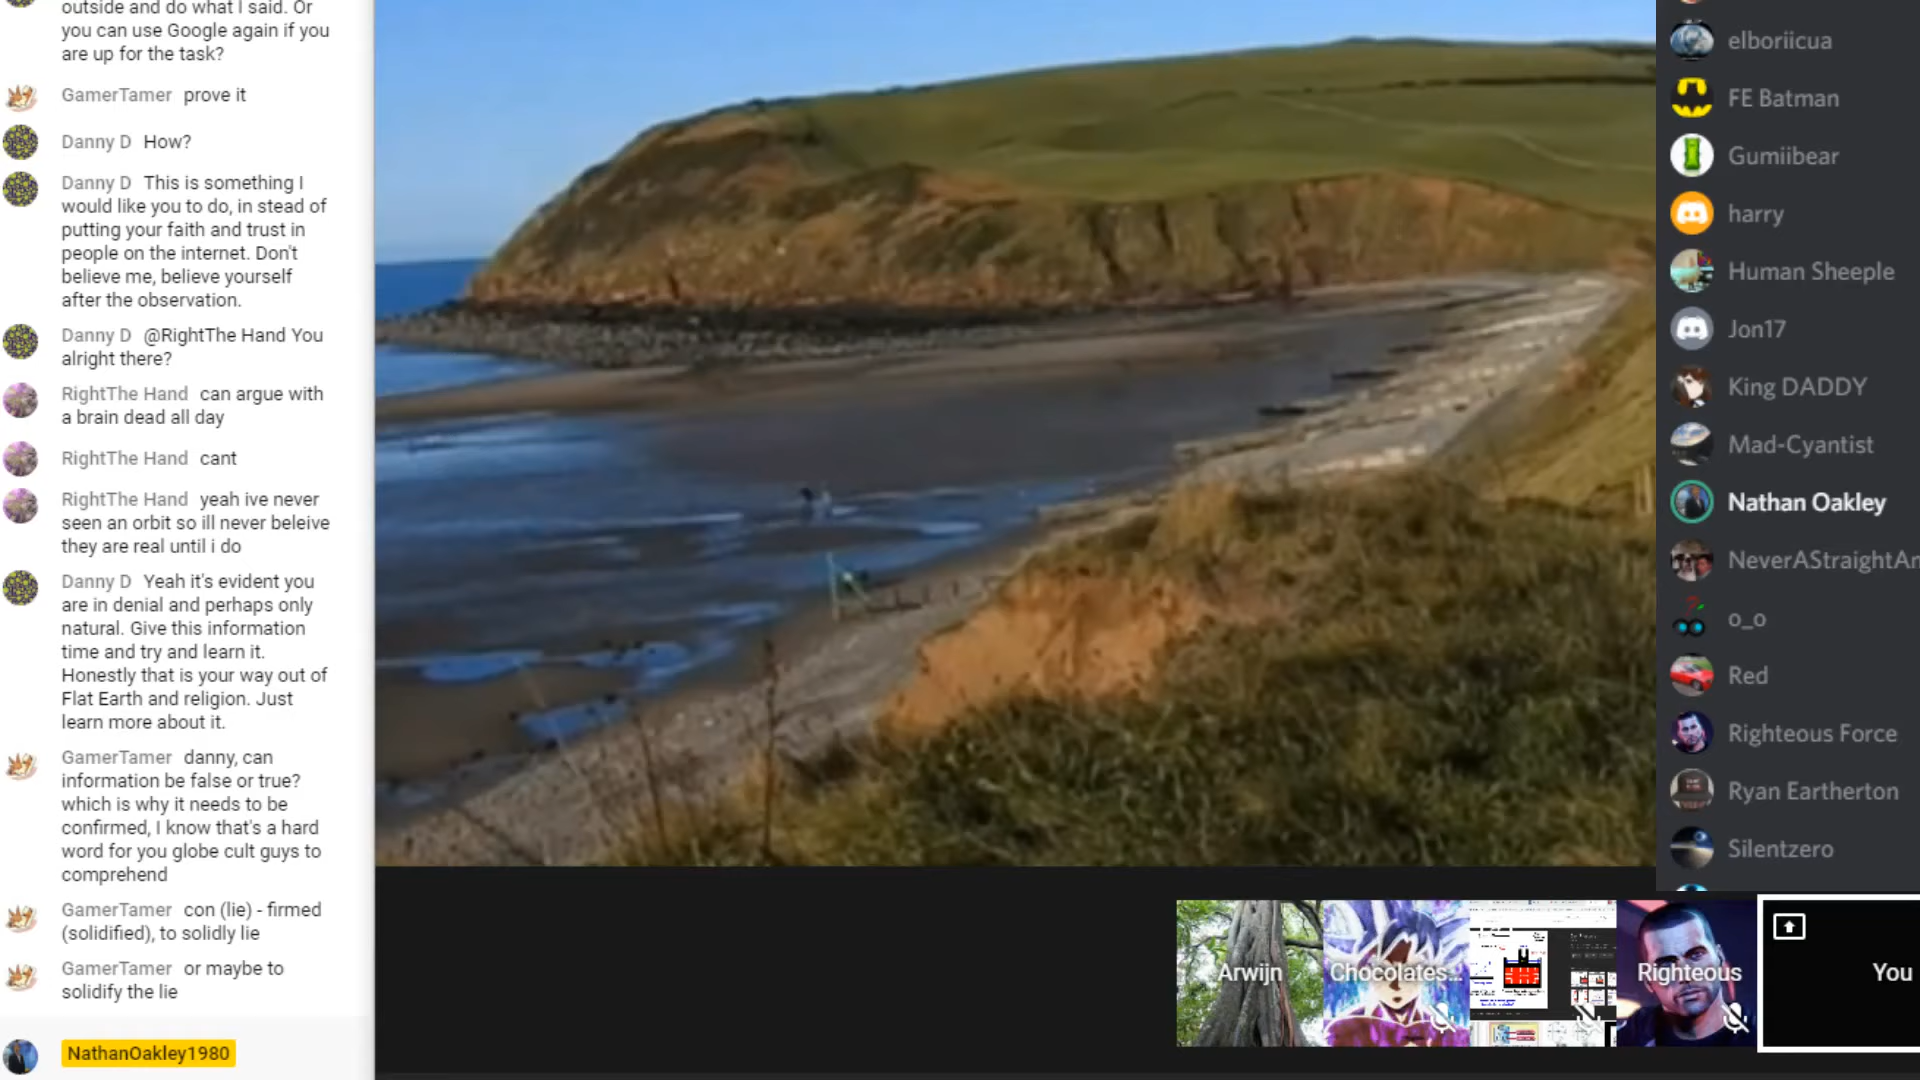 outside and do what I said. Or
you can use Google again if you
are up for the task?
GamerTamer prove it
Danny D How?
Danny D This is something I
would like you to do, in stead of
putting your faith and trust in
people on the internet. Don't
believe me, believe yourself
after the observation.
Danny D @RightThe Hand You
alright there?
RightThe Hand can argue with
a brain dead all day
RightThe Hand cant
RightThe Hand yeah ive never
seen an orbit so ill never beleive
they are real until i do
Danny D Yeah it's evident you
are in denial and perhaps only
natural. Give this information
time and try and learn it.
Honestly that is your way out of
Flat Earth and religion. Just
learn more about it.
GamerTamer danny, can
information be false or true?
which is why it needs to be
confirmed, I know that's a hard
word for you globe cult guys to
comprehend
GamerTamer con (lie) - firmed
(solidified), to solidly lie
GamerTamer or maybe to
solidify the lie
NathanOakley1980
elboriicua
FE Batman
Gumiibear
harry
Human Sheeple
Jon17
King DADDY
Mad-Cyantist
Nathan Oakley
NeverAStraightAn
o_o
Red
Righteous Force
Ryan Eartherton
Silentzero
Arwijn
Chocolates...
Righteous
You